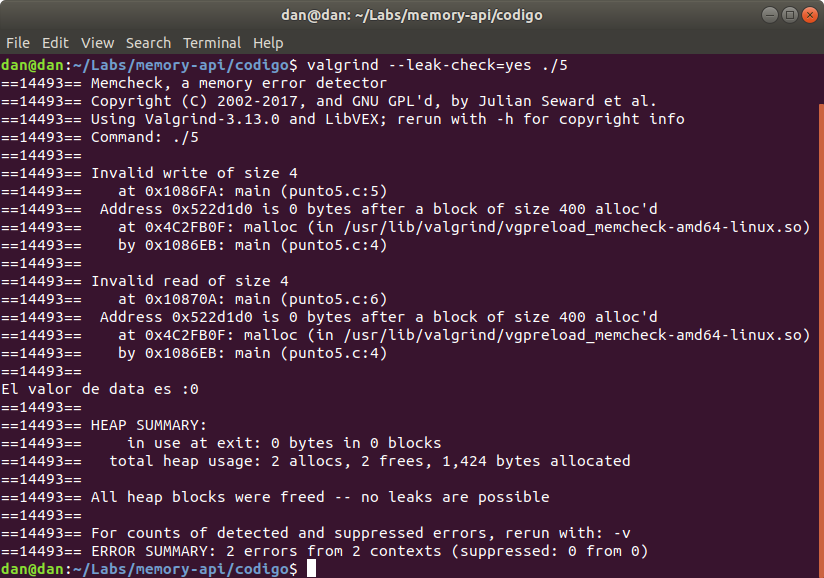 dan@dan: ~/Labs/memory-api/codigo
File Edit View Search Terminal Help
dan@dan:~/Labs/memory-api/codigo$ valgrind --leak-check=yes ./5
==14493== Memcheck, a memory error detector
==14493== Copyright (C) 2002-2017, and GNU GPL'd, by Julian Seward et al.
==14493== Using Valgrind-3.13.0 and LibVEX; rerun with -h for copyright info
==14493== Command: ./5
==14493==
==14493== Invalid write of size 4
==14493==    at 0x1086FA: main (punto5.c:5)
==14493==  Address 0x522d1d0 is 0 bytes after a block of size 400 alloc'd
==14493==    at 0x4C2FB0F: malloc (in /usr/lib/valgrind/vgpreload_memcheck-amd64-linux.so)
==14493==    by 0x1086EB: main (punto5.c:4)
==14493==
==14493== Invalid read of size 4
==14493==    at 0x10870A: main (punto5.c:6)
==14493==  Address 0x522d1d0 is 0 bytes after a block of size 400 alloc'd
==14493==    at 0x4C2FB0F: malloc (in /usr/lib/valgrind/vgpreload_memcheck-amd64-linux.so)
==14493==    by 0x1086EB: main (punto5.c:4)
==14493==
El valor de data es :0
==14493==
==14493== HEAP SUMMARY:
==14493==     in use at exit: 0 bytes in 0 blocks
==14493==   total heap usage: 2 allocs, 2 frees, 1,424 bytes allocated
==14493==
==14493== All heap blocks were freed -- no leaks are possible
==14493==
==14493== For counts of detected and suppressed errors, rerun with: -v
==14493== ERROR SUMMARY: 2 errors from 2 contexts (suppressed: 0 from 0)
dan@dan:~/Labs/memory-api/codigo$